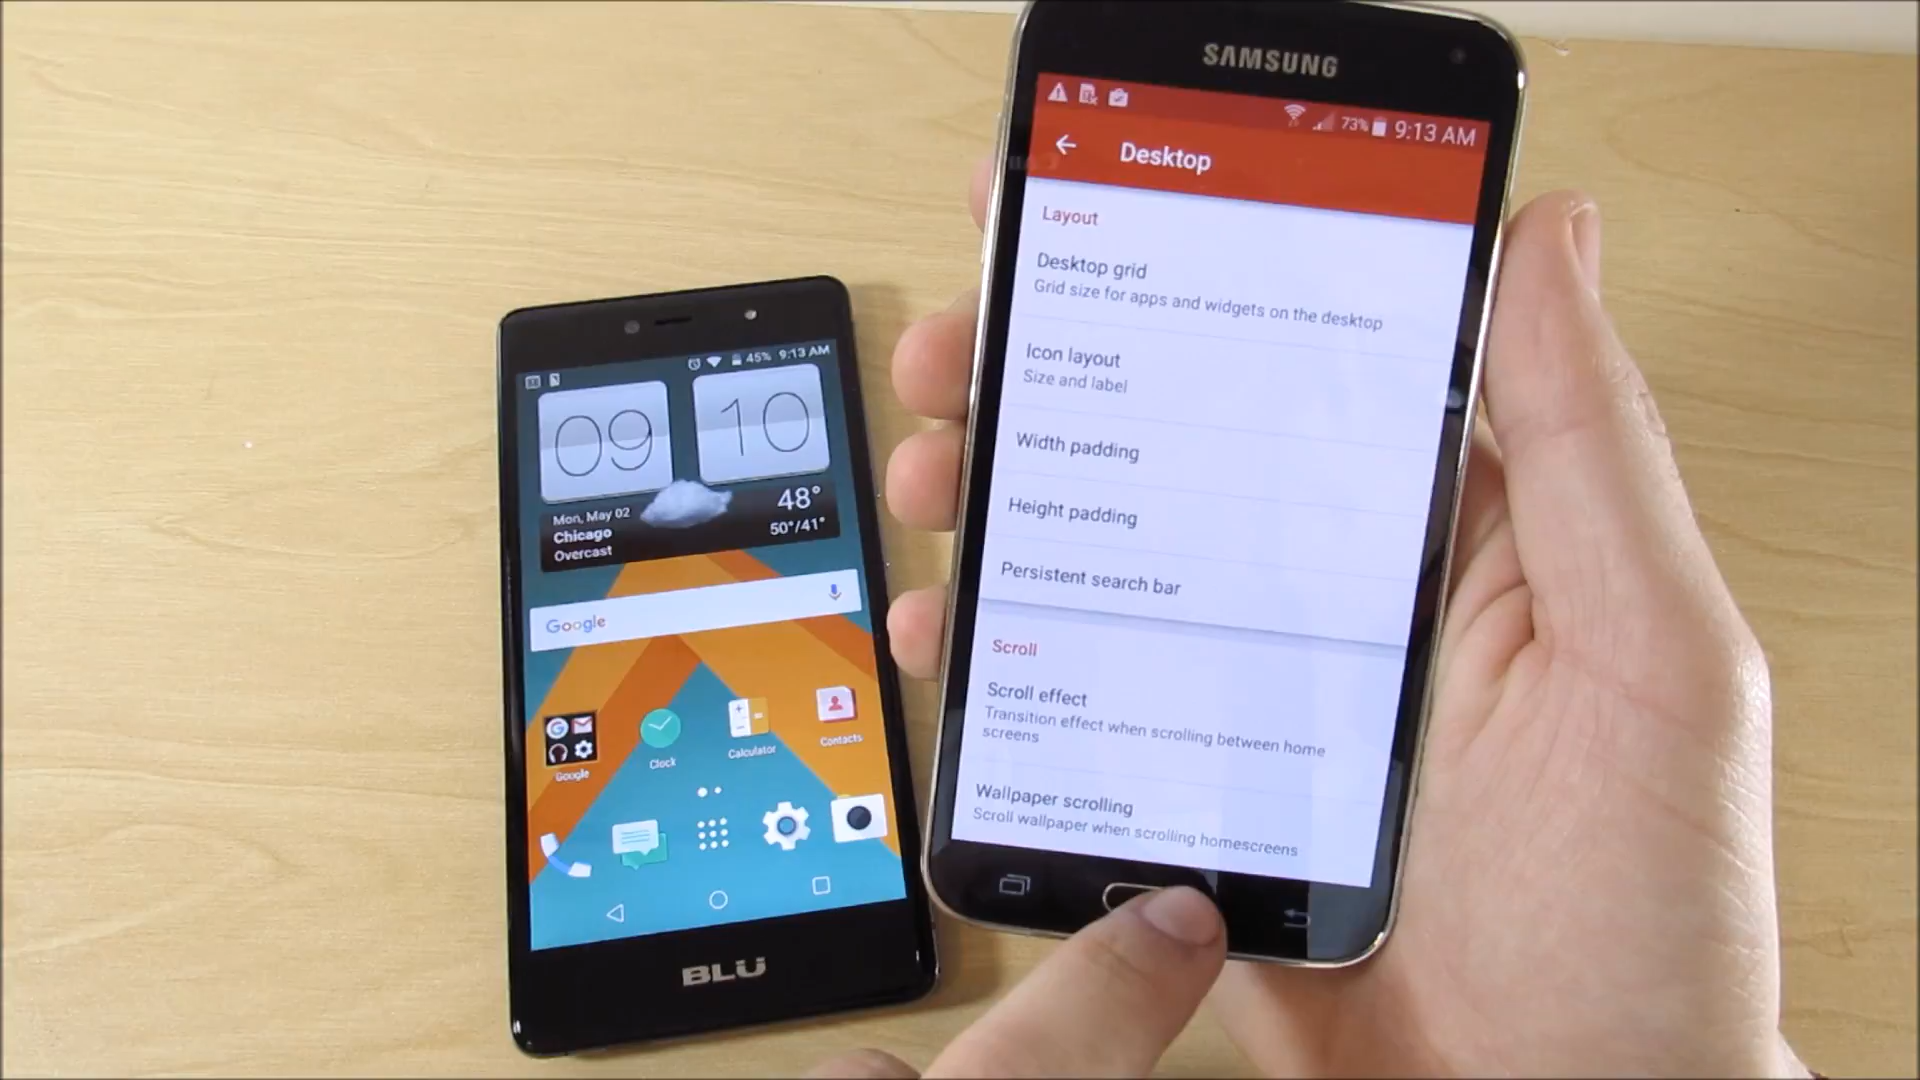 45% 9:13 AM
09 10
Mon, May 02
Chicago
Overcast
48°
50°/41°
Google
Google
Clock
Calculator
Contacts
BLU
SAMSUNG
73% 9:13 AM
Desktop
Layout
Desktop grid
Grid size for apps and widgets on the desktop
Icon layout
Size and label
Width padding
Height padding
Persistent search bar
Scroll
Scroll effect
Transition effect when scrolling between home
screens
Wallpaper scrolling
Scroll wallpaper when scrolling homescreens